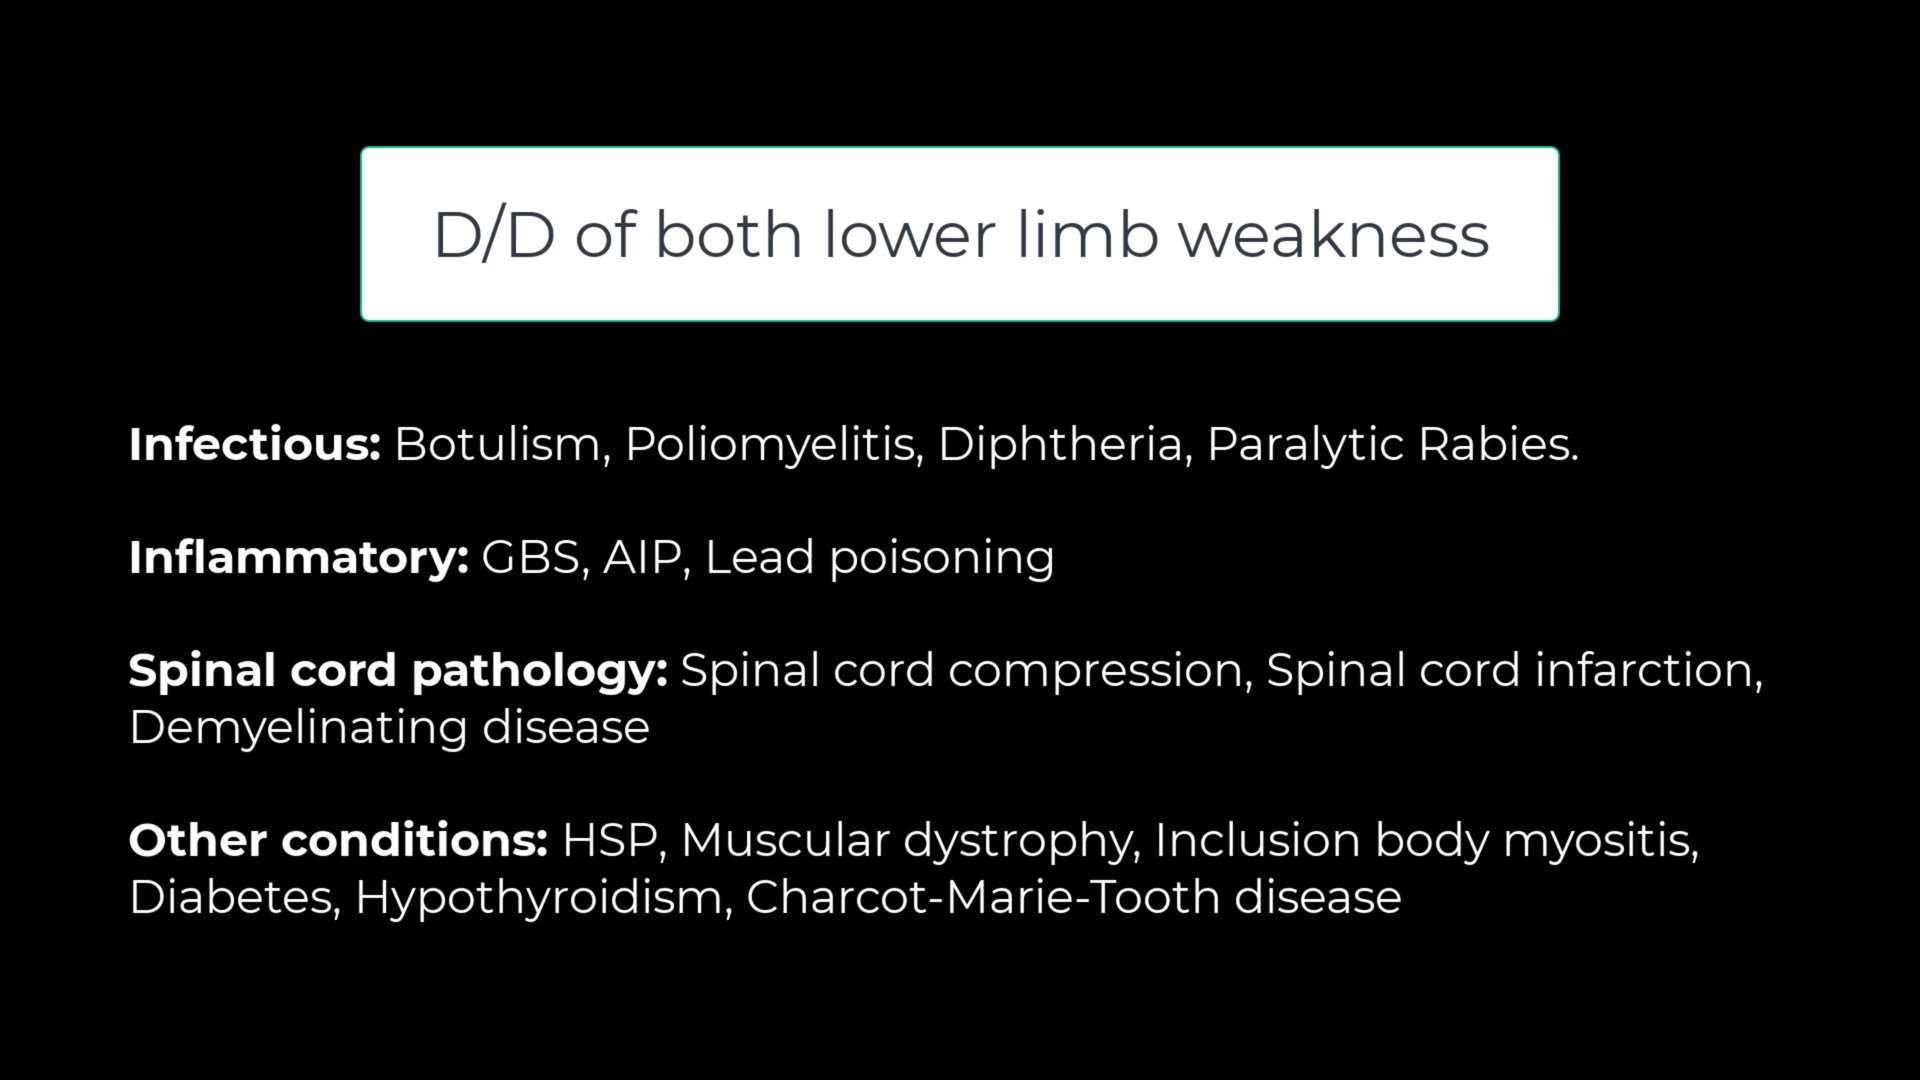 D/D of both lower limb weakness
Infectious: Botulism, Poliomyelitis, Diphtheria, Paralytic Rabies.
Inflammatory: GBS, AIP, Lead poisoning
Spinal cord pathology: Spinal cord compression, Spinal cord infarction,
Demyelinating disease
Other conditions: HSP, Muscular dystrophy, Inclusion body myositis,
Diabetes, Hypothyroidism, Charcot-Marie-Tooth disease